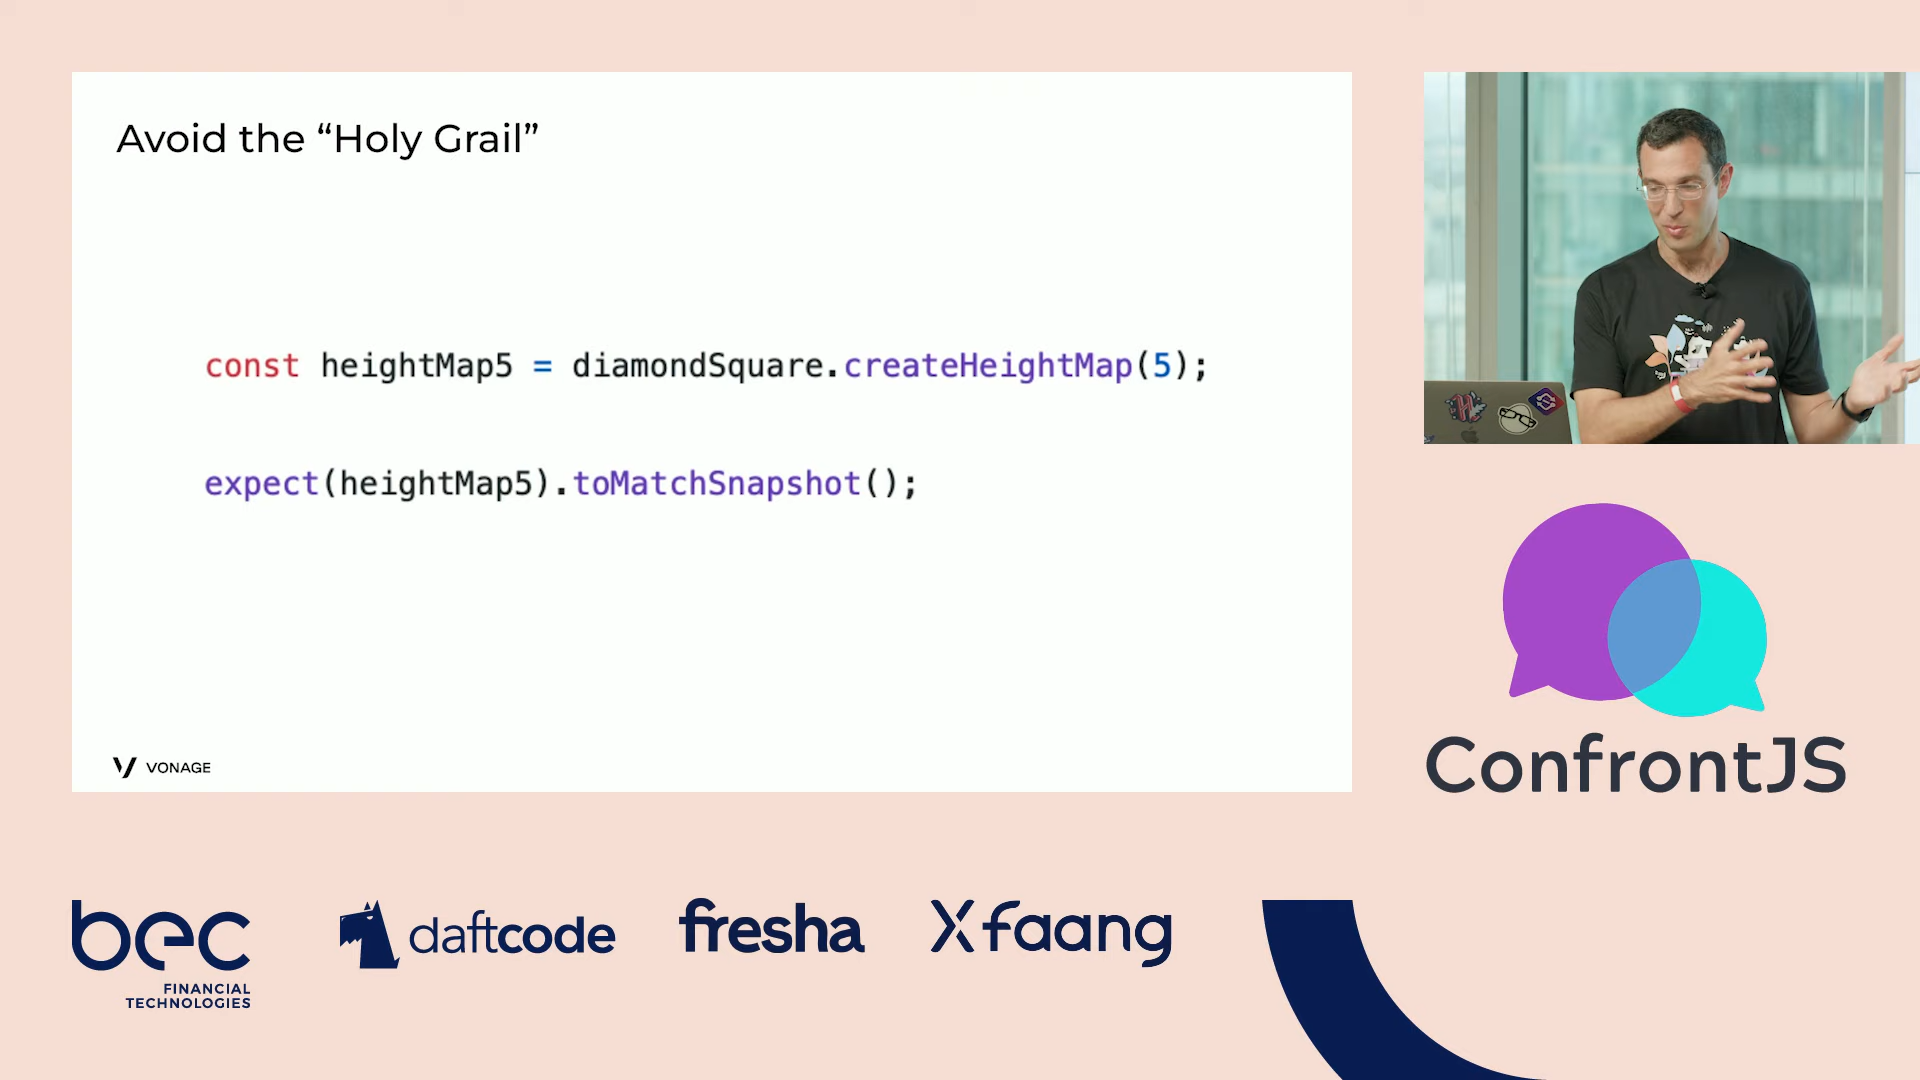 Avoid the “Holy Grail”
const heightMap5 = diamondSquare.createHeightMap(5);
expect(heightMap5).toMatchSnapshot();
VONAGE
ConfrontJS
bec
FINANCIAL
TECHNOLOGIES
daftcode
fresha
Xfaang